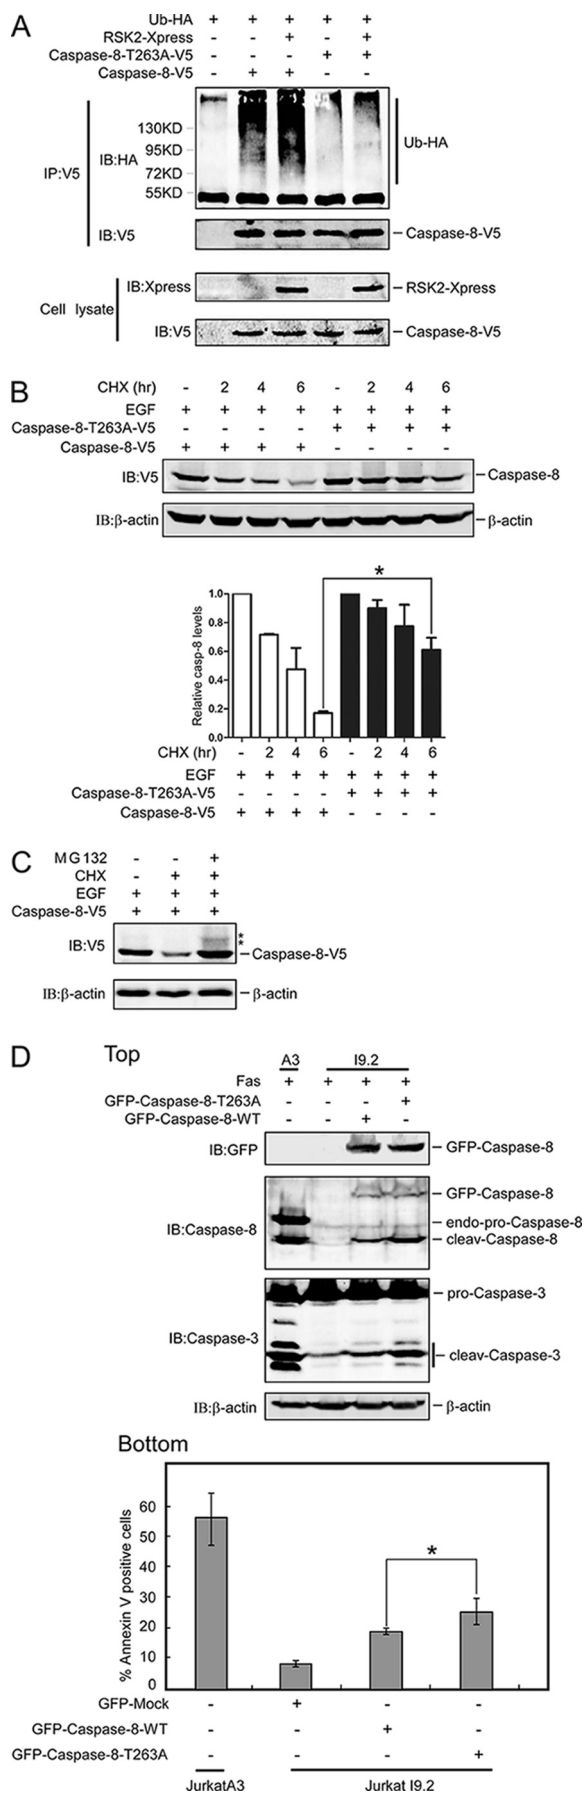 A
Ub-HA + + + + +
RSK2-Xpress - - + - +
Caspase-8-T263A-V5 - - - + +
Caspase-8-V5 - + + - -
130KD
95KD
72KD
55KD
IP:V5
IB:HA
Ub-HA
IB:V5
Caspase-8-V5
Cell lysate
IB:Xpress
RSK2-Xpress
IB:V5
Caspase-8-V5
B
CHX (hr) - 2 4 6 - 2 4 6
EGF + + + + + + + +
Caspase-8-T263A-V5 - - - - + + + +
Caspase-8-V5 + + + + - - - -
IB:V5
Caspase-8
IB:β-actin
β-actin
*
Relative casp-8 levels
1.0
0.8
0.6
0.4
0.2
0.0
CHX (hr) - 2 4 6 - 2 4 6
EGF + + + + + + + +
Caspase-8-T263A-V5 - - - - + + + +
Caspase-8-V5 + + + + - - - -
C
MG132 - - +
CHX - + +
EGF + + +
Caspase-8-V5 + + +
IB:V5
*
*
Caspase-8-V5
IB:β-actin
β-actin
D
Top
A3 I9.2
Fas + + + +
GFP-Caspase-8-T263A - - - +
GFP-Caspase-8-WT - - + -
IB:GFP
GFP-Caspase-8
IB:Caspase-8
GFP-Caspase-8
endo-pro-Caspase-8
cleav-Caspase-8
IB:Caspase-3
pro-Caspase-3
cleav-Caspase-3
IB:β-actin
β-actin
Bottom
% Annexin V positive cells
60
50
40
30
20
10
0
*
GFP-Mock - + - -
GFP-Caspase-8-WT - - + -
GFP-Caspase-8-T263A - - - +
JurkatA3 Jurkat I9.2